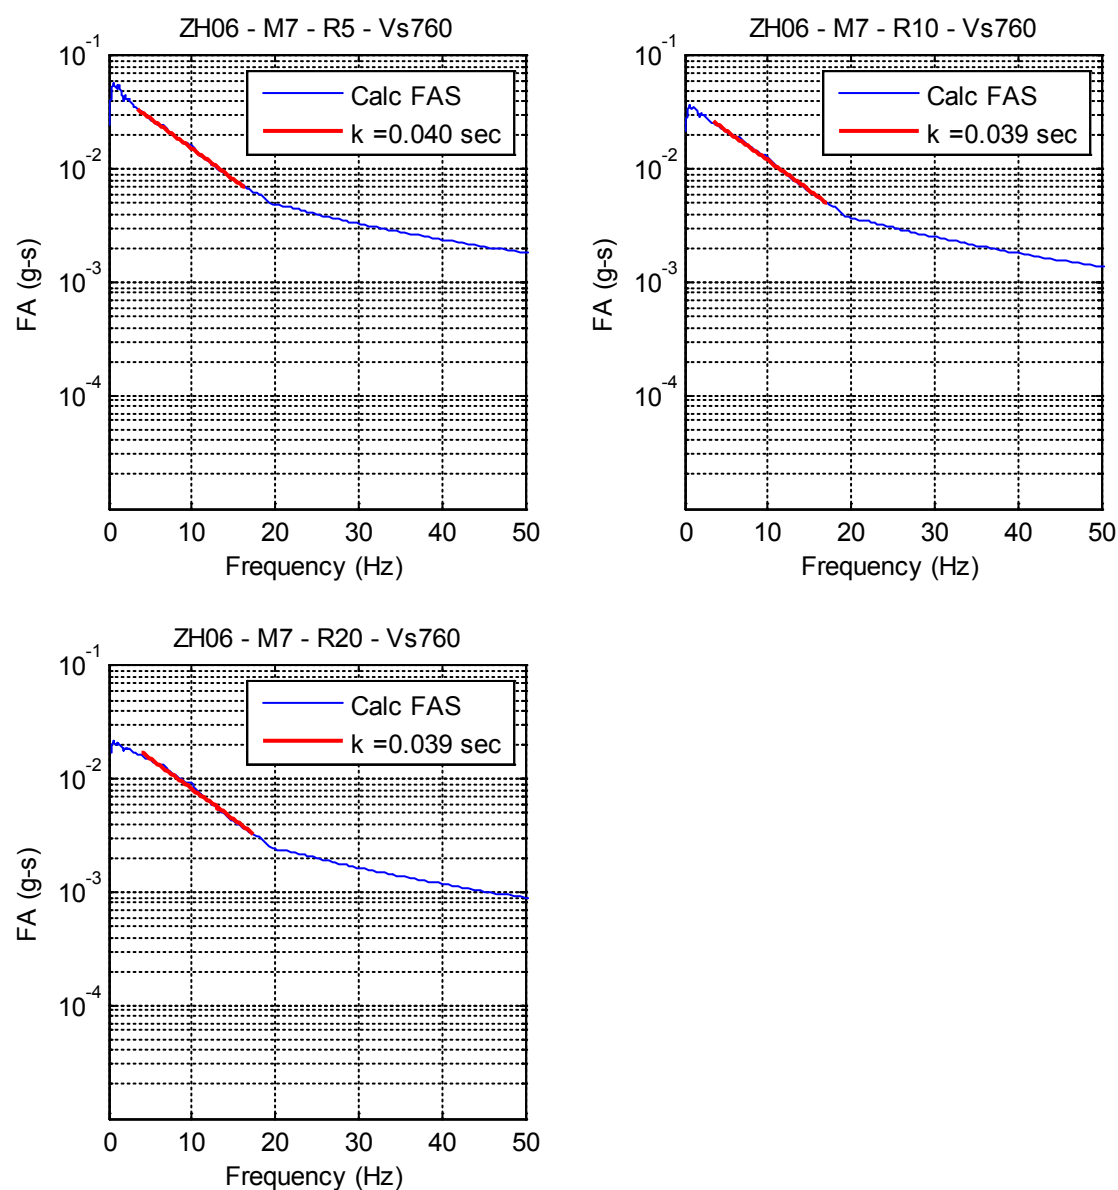 ZH06 - M7 - R5 - Vs760
10^-1
10^-2
10^-3
10^-4
FA (g-s)
Calc FAS
k =0.040 sec
0 10 20 30 40 50
Frequency (Hz)
ZH06 - M7 - R10 - Vs760
10^-1
10^-2
10^-3
10^-4
FA (g-s)
Calc FAS
k =0.039 sec
0 10 20 30 40 50
Frequency (Hz)
ZH06 - M7 - R20 - Vs760
10^-1
10^-2
10^-3
10^-4
FA (g-s)
Calc FAS
k =0.039 sec
0 10 20 30 40 50
Frequency (Hz)